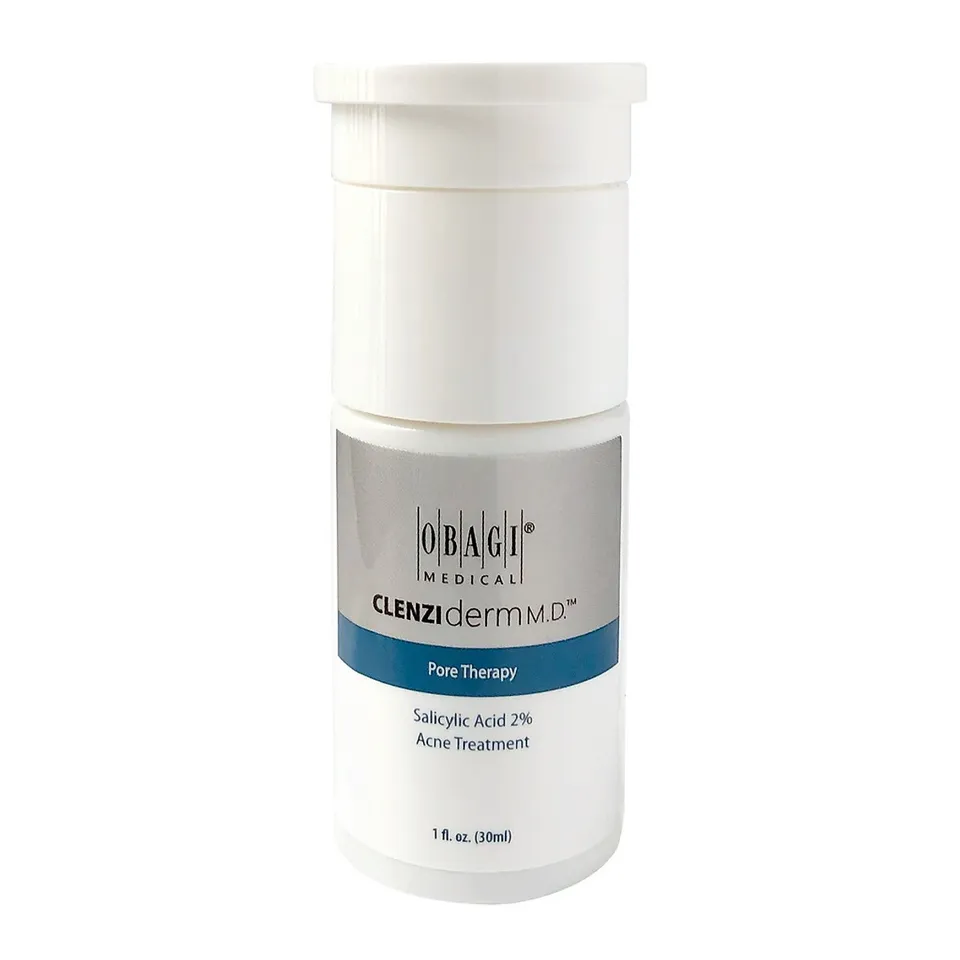 OBAGI®
MEDICAL
CLENZIderm M.D.™
Pore Therapy
Salicylic Acid 2%
Acne Treatment
1 fl. oz. (30ml)